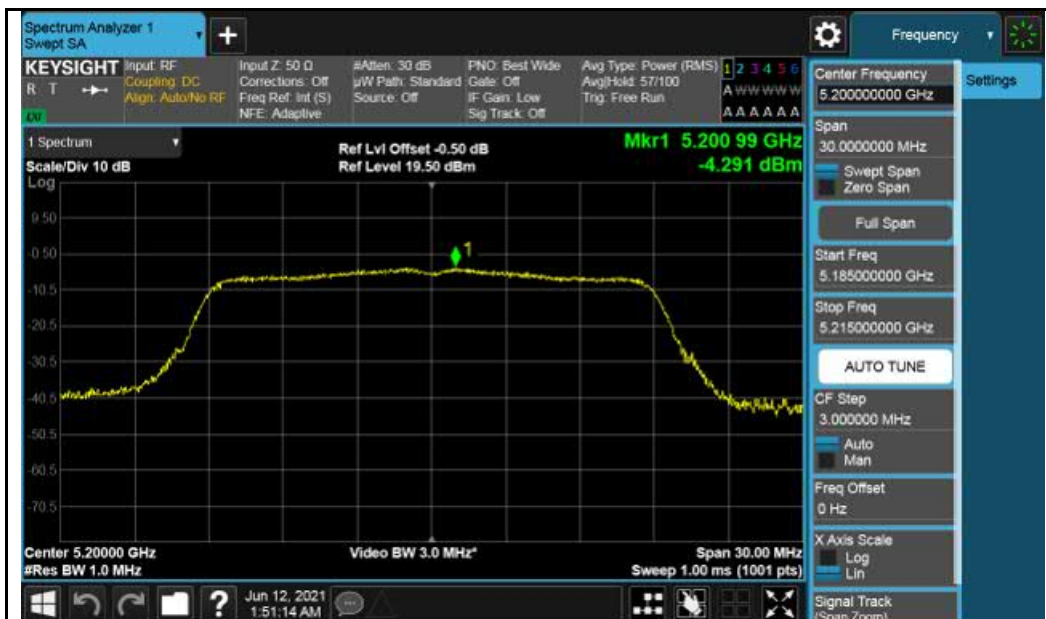 Spectrum Analyzer 1
Swept SA
+
Frequency
KEYSIGHT
R T
Input: RF
Coupling: DC
Align: Auto/No RF
Input Z: 50 Ω
Corrections: Off
Freq Ref: Int (S)
NFE: Adaptive
#Atten: 30 dB
µW Path: Standard
Source: Off
PNO: Best Wide
Gate: Off
IF Gain: Low
Sig Track: Off
Avg Type: Power (RMS)
Avg|Hold: 57/100
Trig: Free Run
1 2 3 4 5 6
A W W W W W
A A A A A A
Center Frequency
5.200000000 GHz
Settings
Span
30.0000000 MHz
Swept Span
Zero Span
Full Span
Start Freq
5.185000000 GHz
Stop Freq
5.215000000 GHz
AUTO TUNE
CF Step
3.000000 MHz
Auto
Man
Freq Offset
0 Hz
X Axis Scale
Log
Lin
Signal Track
(Span Zoom)
1 Spectrum
Scale/Div 10 dB
Ref Lvl Offset -0.50 dB
Ref Level 19.50 dBm
Mkr1 5.200 99 GHz
-4.291 dBm
Log
9.50
-0.50
1
-10.5
-20.5
-30.5
-40.5
-50.5
-60.5
-70.5
Center 5.20000 GHz
#Res BW 1.0 MHz
Video BW 3.0 MHz*
Span 30.00 MHz
Sweep 1.00 ms (1001 pts)
?
Jun 12, 2021
1:51:14 AM